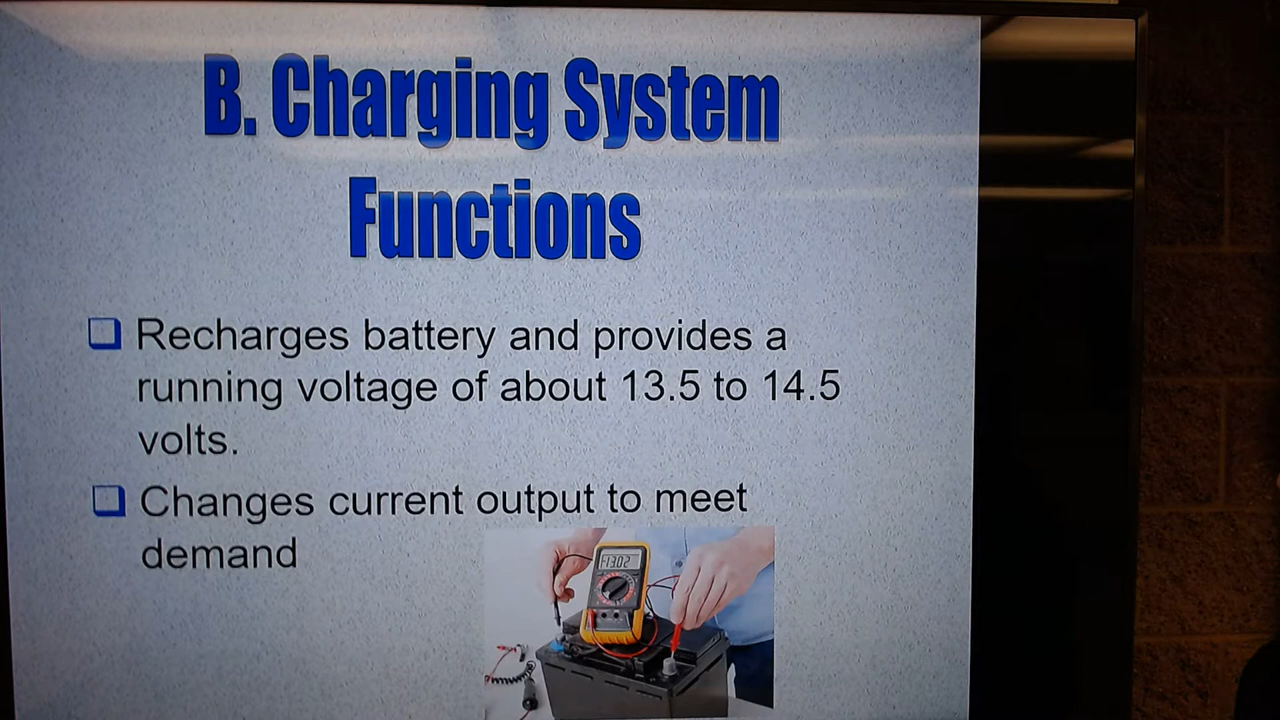 B. Charging System
Functions
Recharges battery and provides a
running voltage of about 13.5 to 14.5
volts.
Changes current output to meet
demand
-13.02